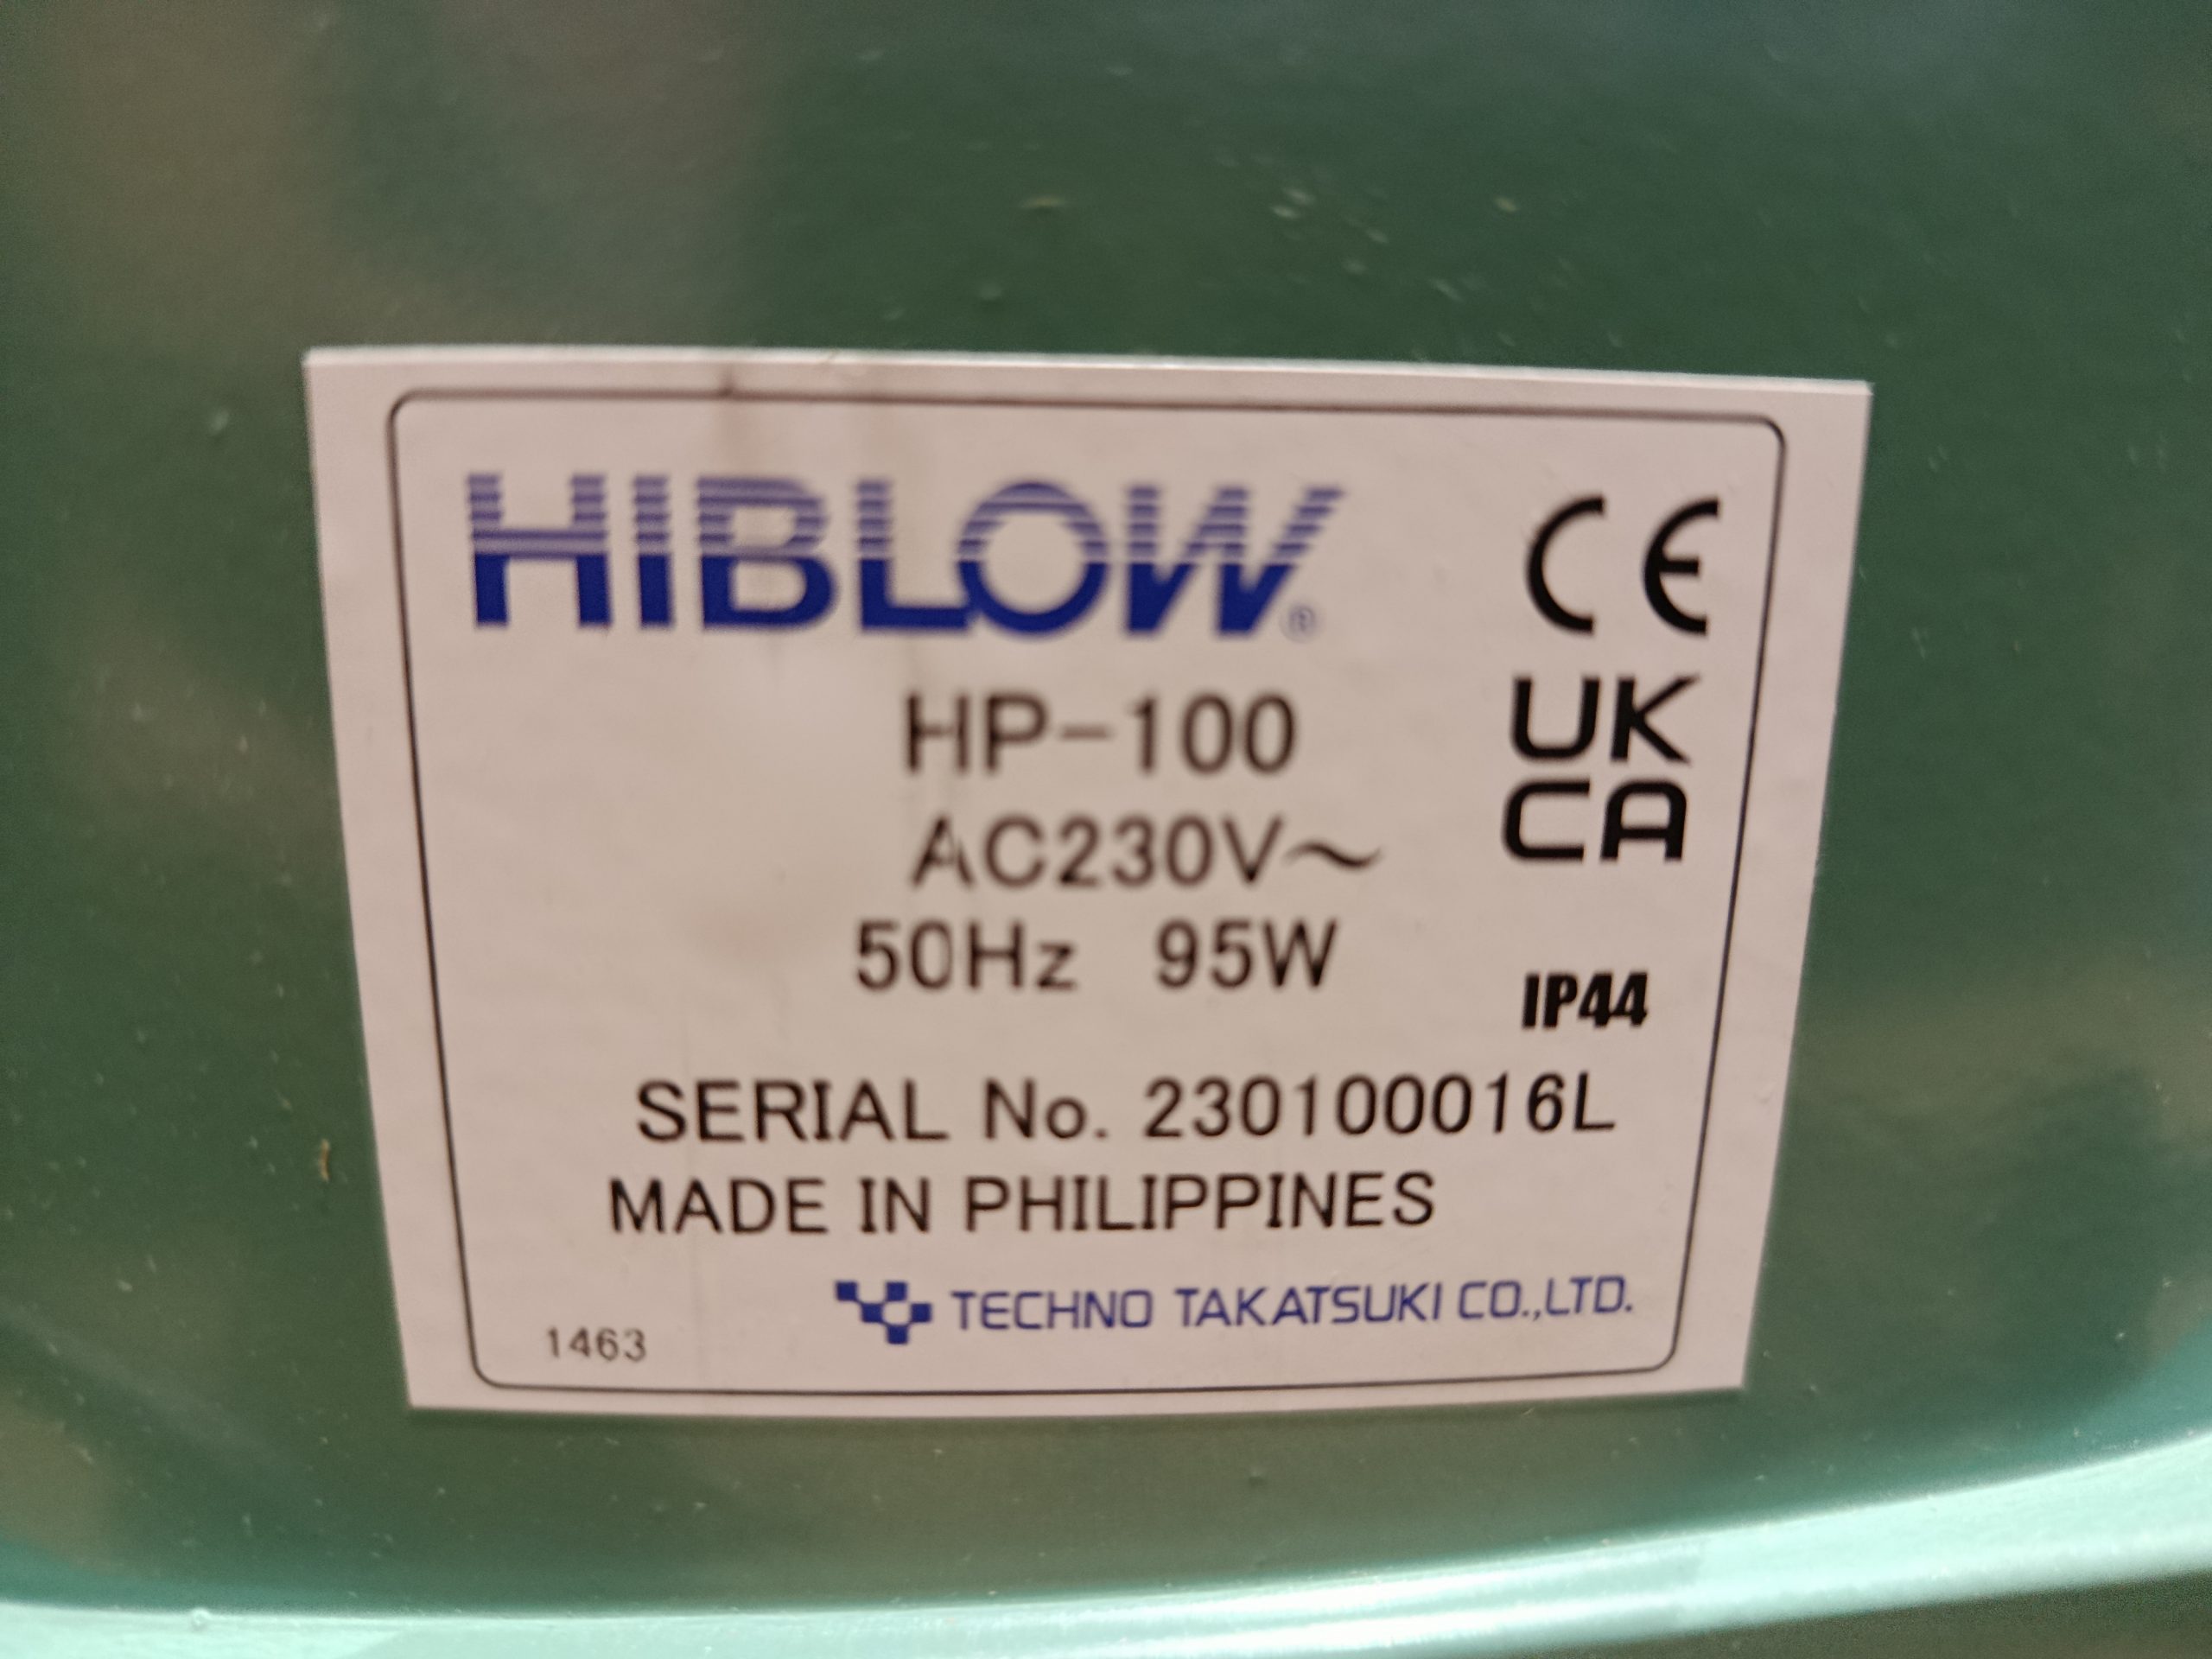 HIBLOW®
CE
HP-100
UK
CA
AC230V~
50Hz 95W
IP44
SERIAL No. 230100016L
MADE IN PHILIPPINES
TECHNO TAKATSUKI CO.,LTD.
1463